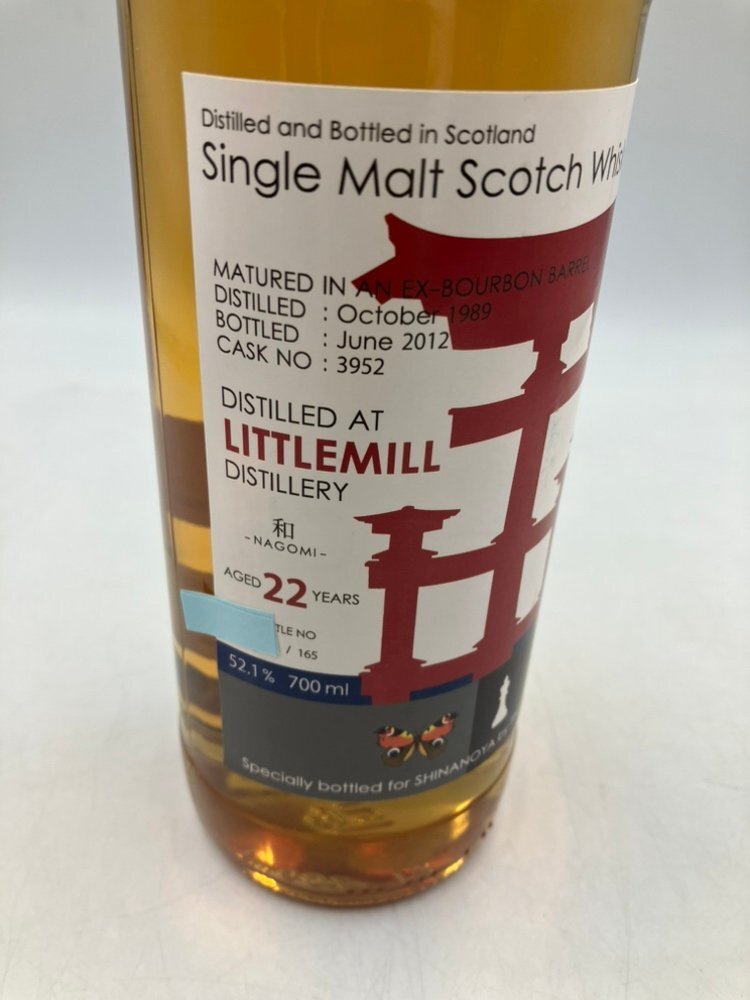 Distilled and Bottled in Scotland
Single Malt Scotch
MATURED IN AN EX-BOURBON BARREL
DISTILLED : October 1989
BOTTLED : June 2012
CASK NO : 3952
DISTILLED AT
LITTLEMILL
DISTILLERY
和
-NAGOMI-
AGED 22 YEARS
NO
/ 165
52.1% 700 ml
Specially bottled for SHINANOYA